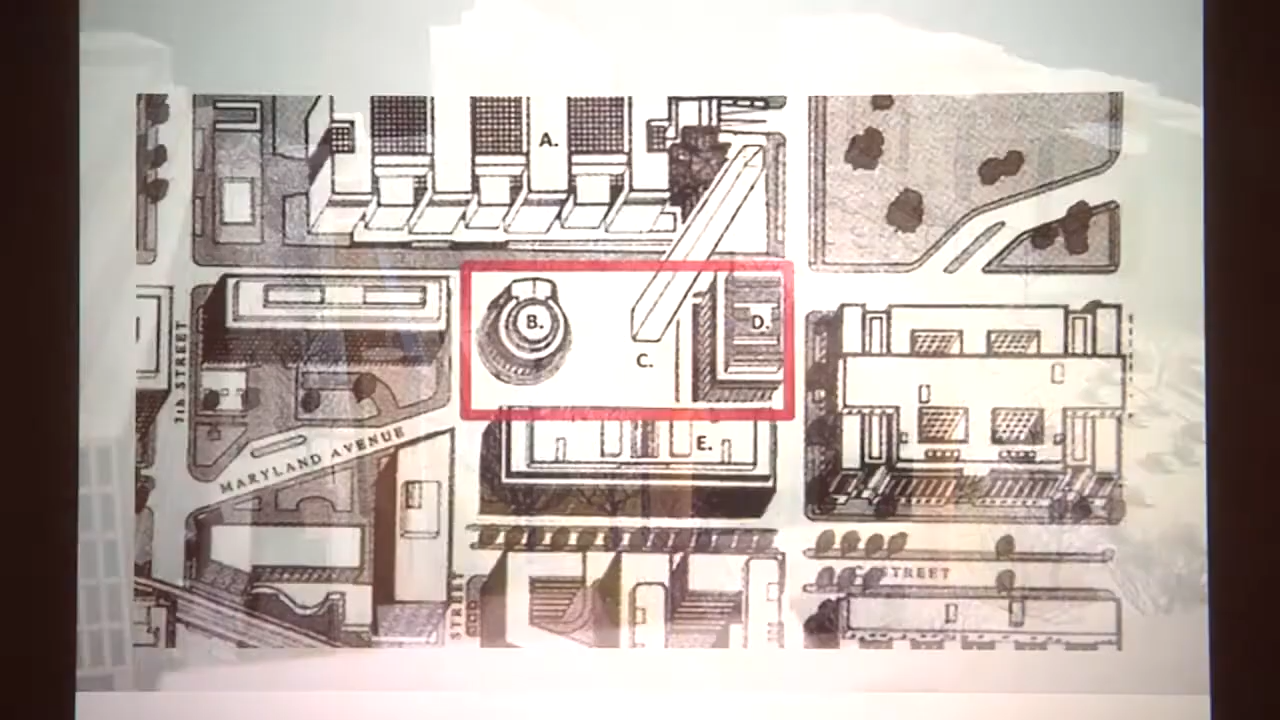 A.
B.
D.
C.
7th STREET
E.
MARYLAND AVENUE
STREET
C STREET